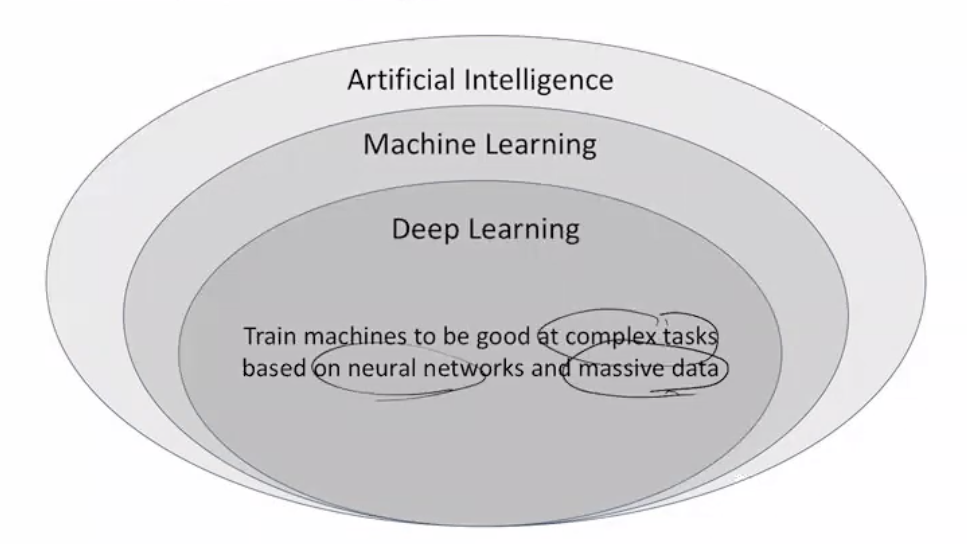 Artificial Intelligence
Machine Learning
Deep Learning
Train machines to be good at complex tasks
based on neural networks and massive data